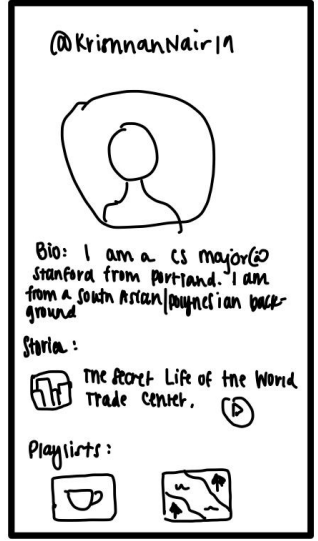 @KrisnnanNair19
Bio: I am a CS major@
Stanford from Portland. I am
from a South Asian/polynesian back-
ground
Stories:
The Secret Life of the World
Trade Center.
Playlists: